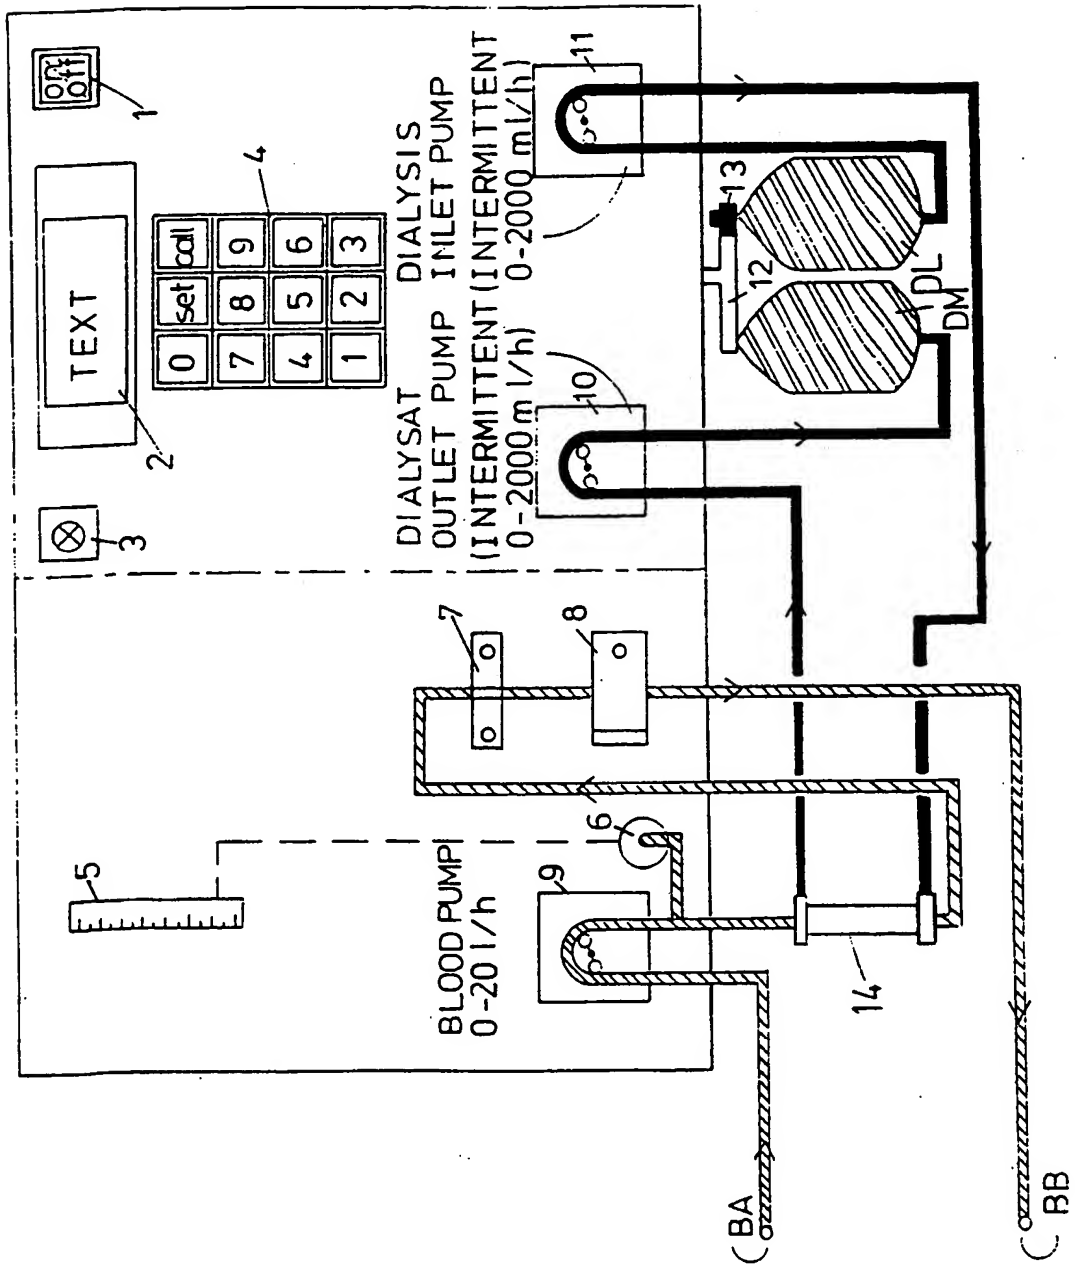 5
3
2
TEXT
on
off
1
0 set call
7 8 9
4 5 6
1 2 3
4
BLOOD PUMP
0-20 l/h
DIALYSAT
OUTLET PUMP
(INTERMITTENT
0-2000 ml/h)
DIALYSIS
INLET PUMP
(INTERMITTENT
0-2000 ml/h)
7
8
6
9
10
11
12
13
14
DL
DM
BA
BB